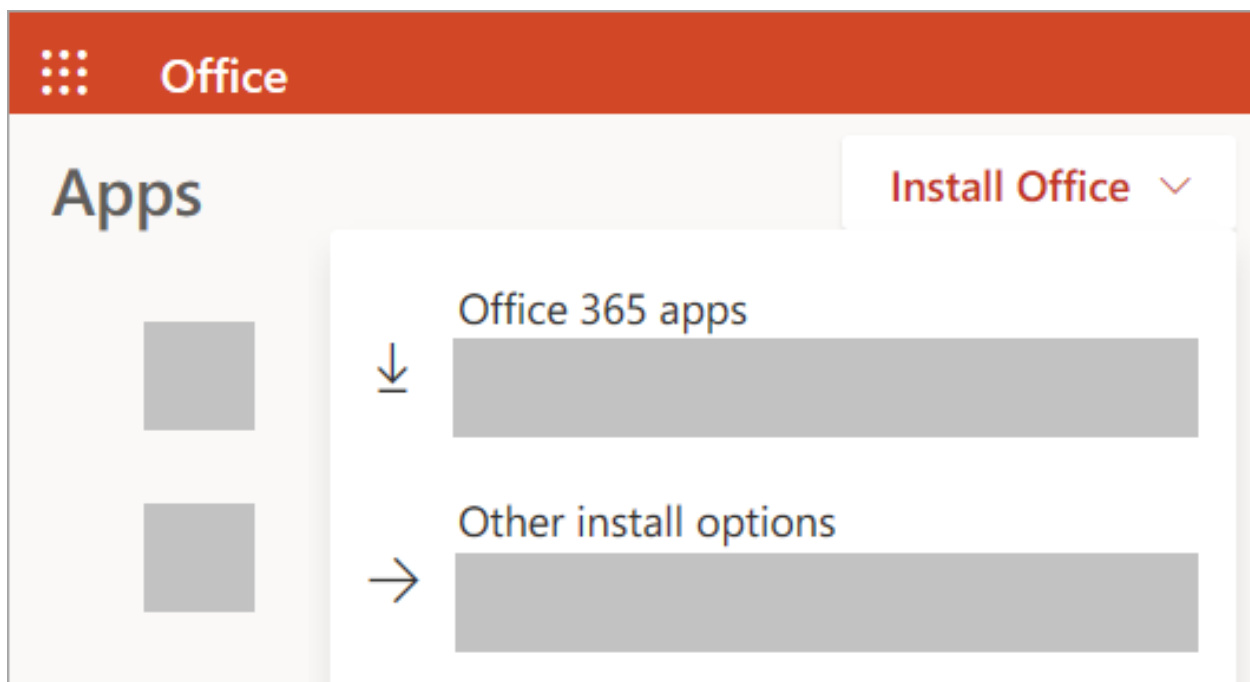 Office
Apps
Install Office
Office 365 apps
Other install options